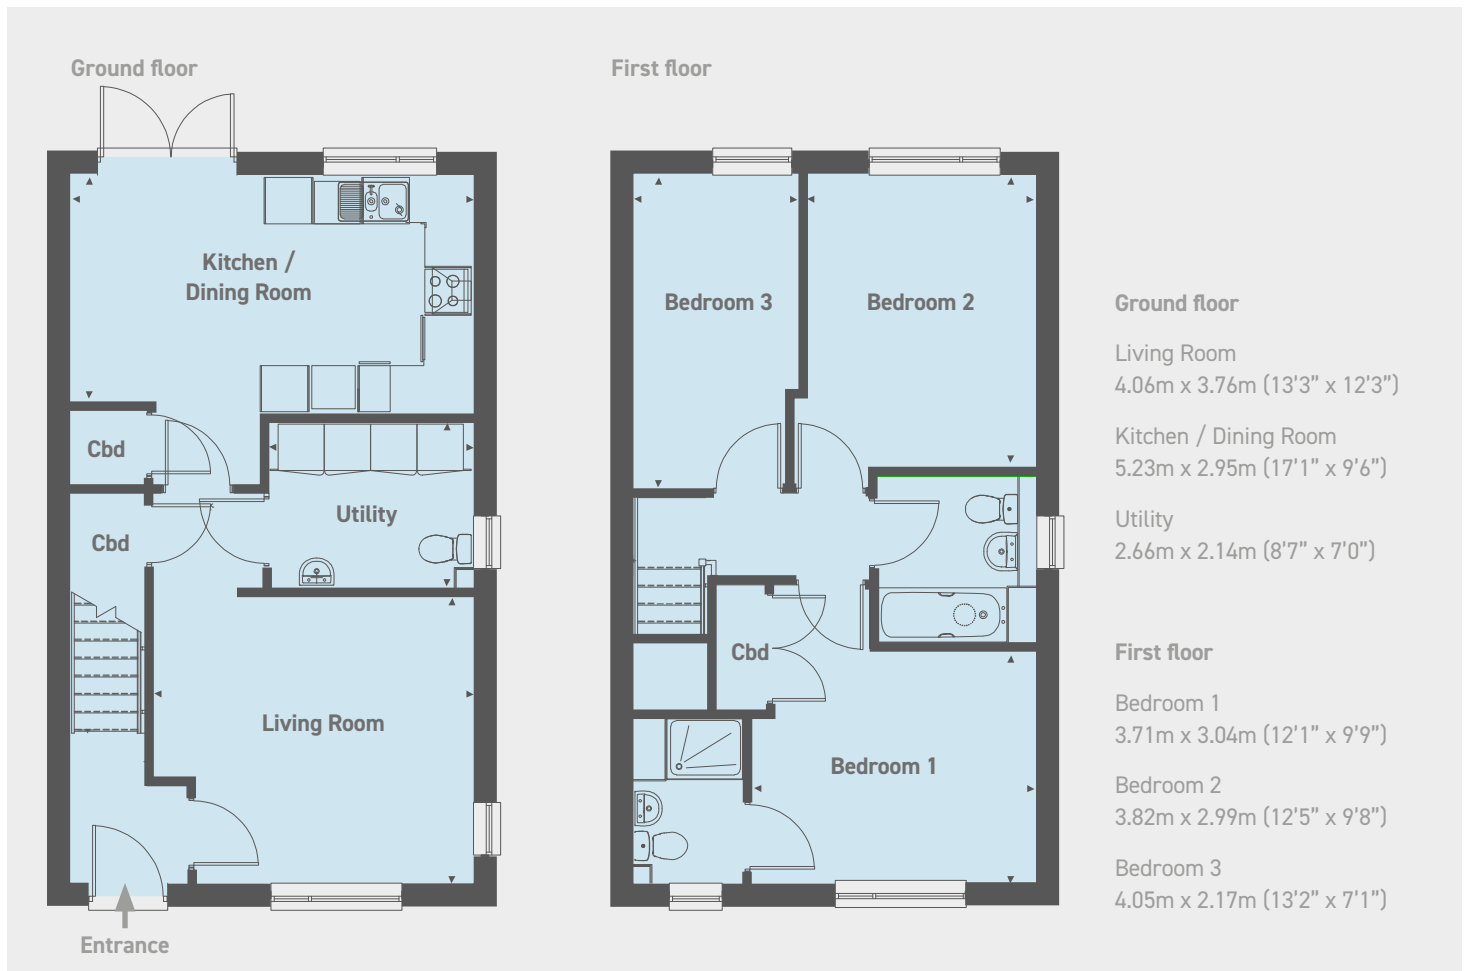 Ground floor
First floor
Kitchen /
Dining Room
Cbd
Cbd
Utility
Living Room
Entrance
Bedroom 3
Bedroom 2
Cbd
Bedroom 1
Ground floor
Living Room
4.06m x 3.76m (13’3” x 12’3”)
Kitchen / Dining Room
5.23m x 2.95m (17’1” x 9’6”)
Utility
2.66m x 2.14m (8’7” x 7’0”)
First floor
Bedroom 1
3.71m x 3.04m (12’1” x 9’9”)
Bedroom 2
3.82m x 2.99m (12’5” x 9’8”)
Bedroom 3
4.05m x 2.17m (13’2” x 7’1”)